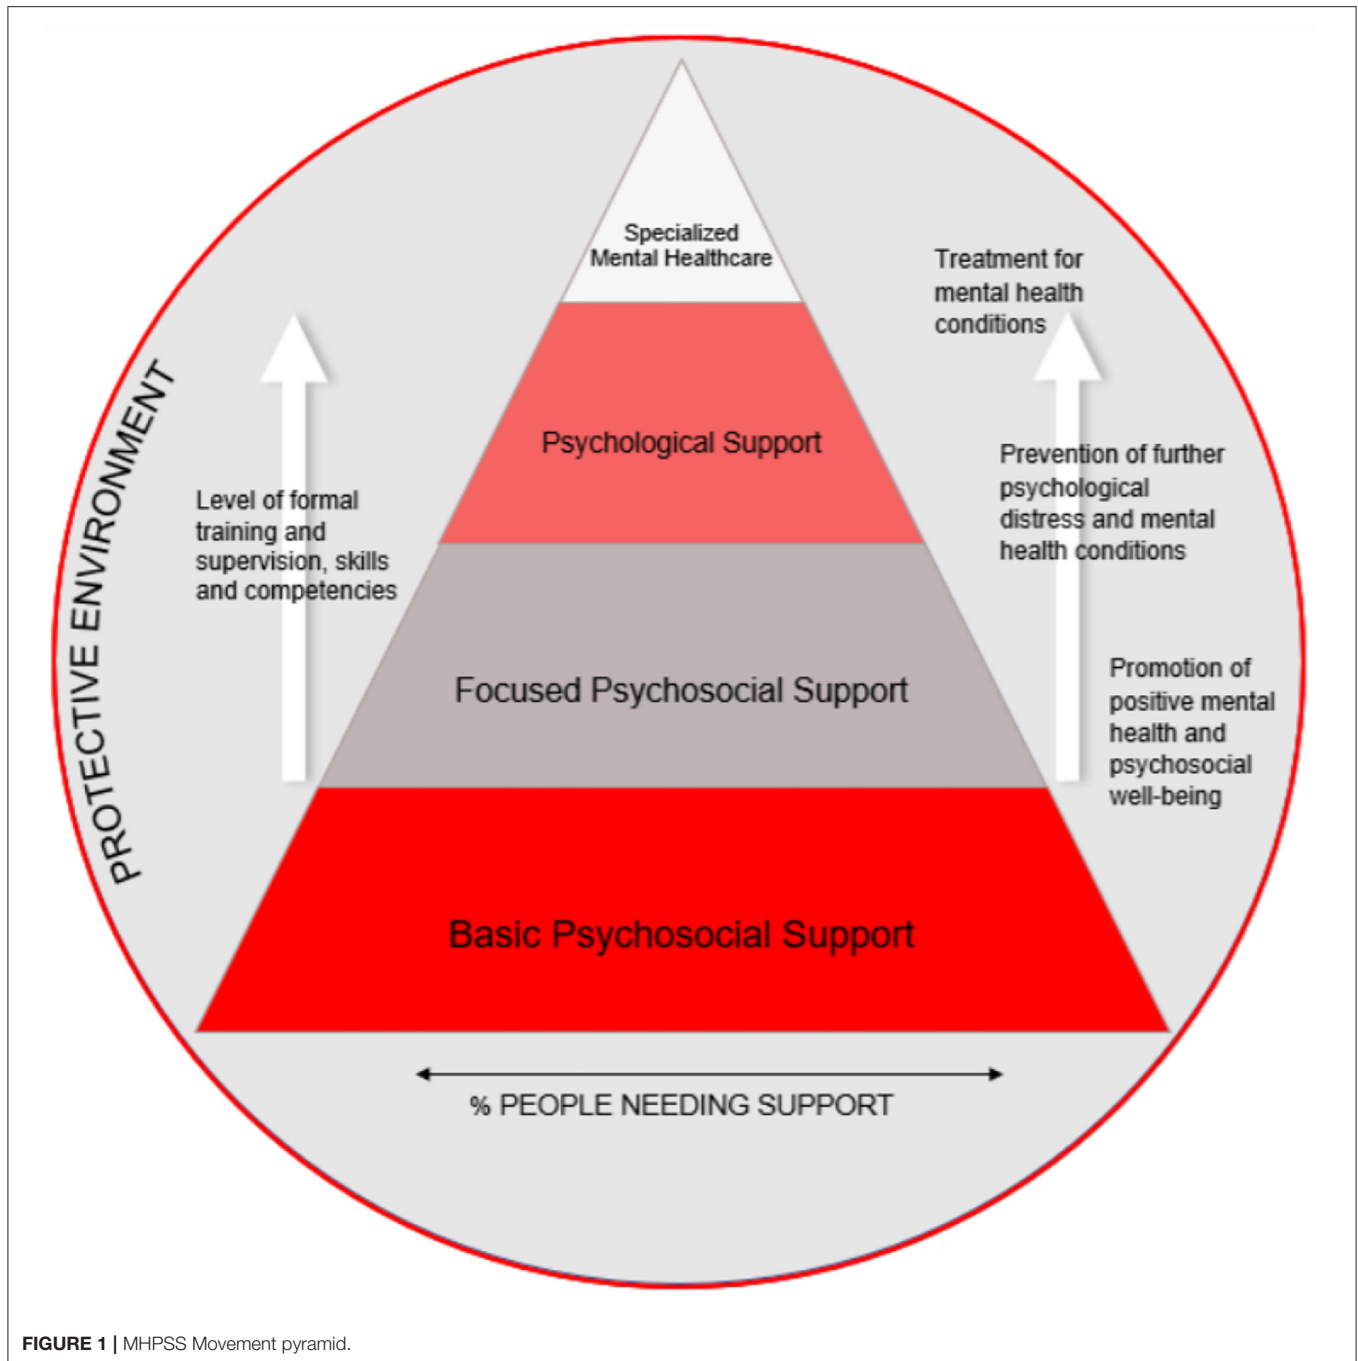 Specialized
Mental Healthcare
Treatment for
mental health
conditions
PROTECTIVE ENVIRONMENT
Psychological Support
Level of formal
training and
supervision, skills
and competencies
Prevention of further
psychological
distress and mental
health conditions
Focused Psychosocial Support
Promotion of
positive mental
health and
psychosocial
well-being
Basic Psychosocial Support
% PEOPLE NEEDING SUPPORT
FIGURE 1 | MHPSS Movement pyramid.